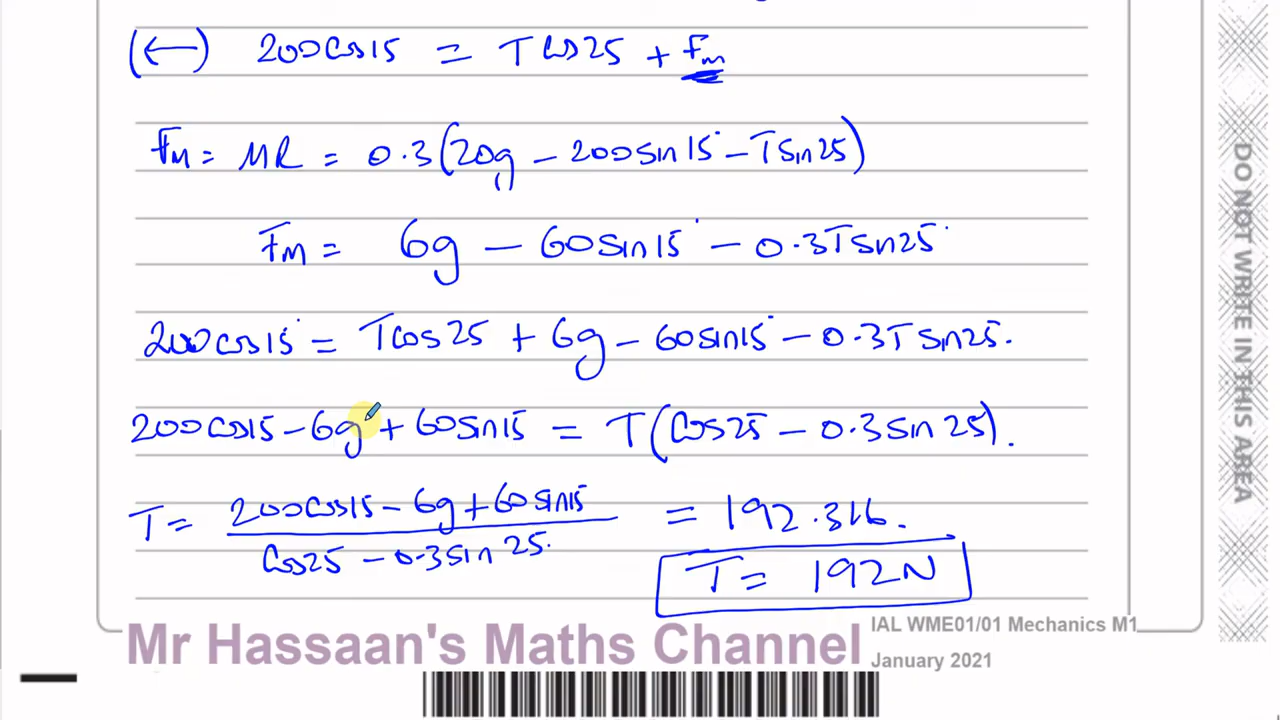 (←) 200cos15 = Tcos25 + Fm
Fm = MR = 0.3(20g - 200sin15° - Tsin25)
Fm = 6g - 60sin15° - 0.3Tsin25°
200cos15° = Tcos25 + 6g - 60sin15° - 0.3Tsin25.
200cos15 - 6g + 60sin15 = T(cos25 - 0.3sin25).
T = (200cos15 - 6g + 60sin15)/(cos25 - 0.3sin25.) = 192.316.
T = 192N
Mr Hassaan's Maths Channel
IAL WME01/01 Mechanics M1
January 2021
DO NOT WRITE IN THIS AREA